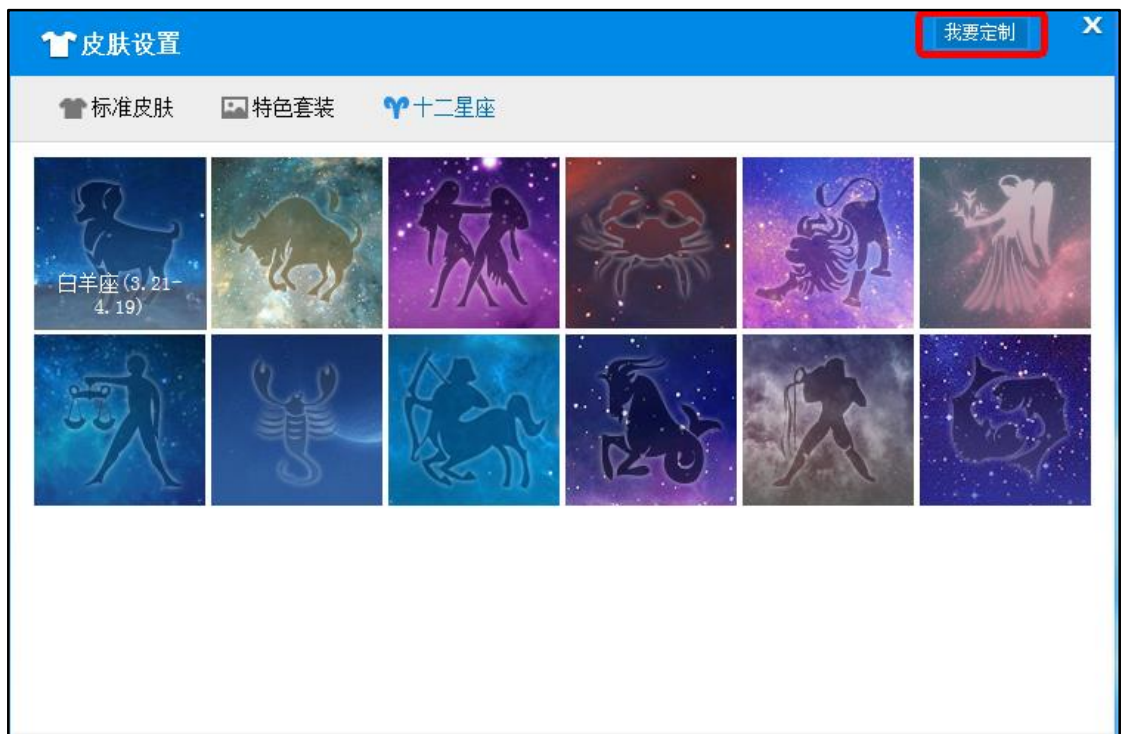 皮肤设置
我要定制
X
标准皮肤
特色套装
十二星座
白羊座(3.21-
4.19)